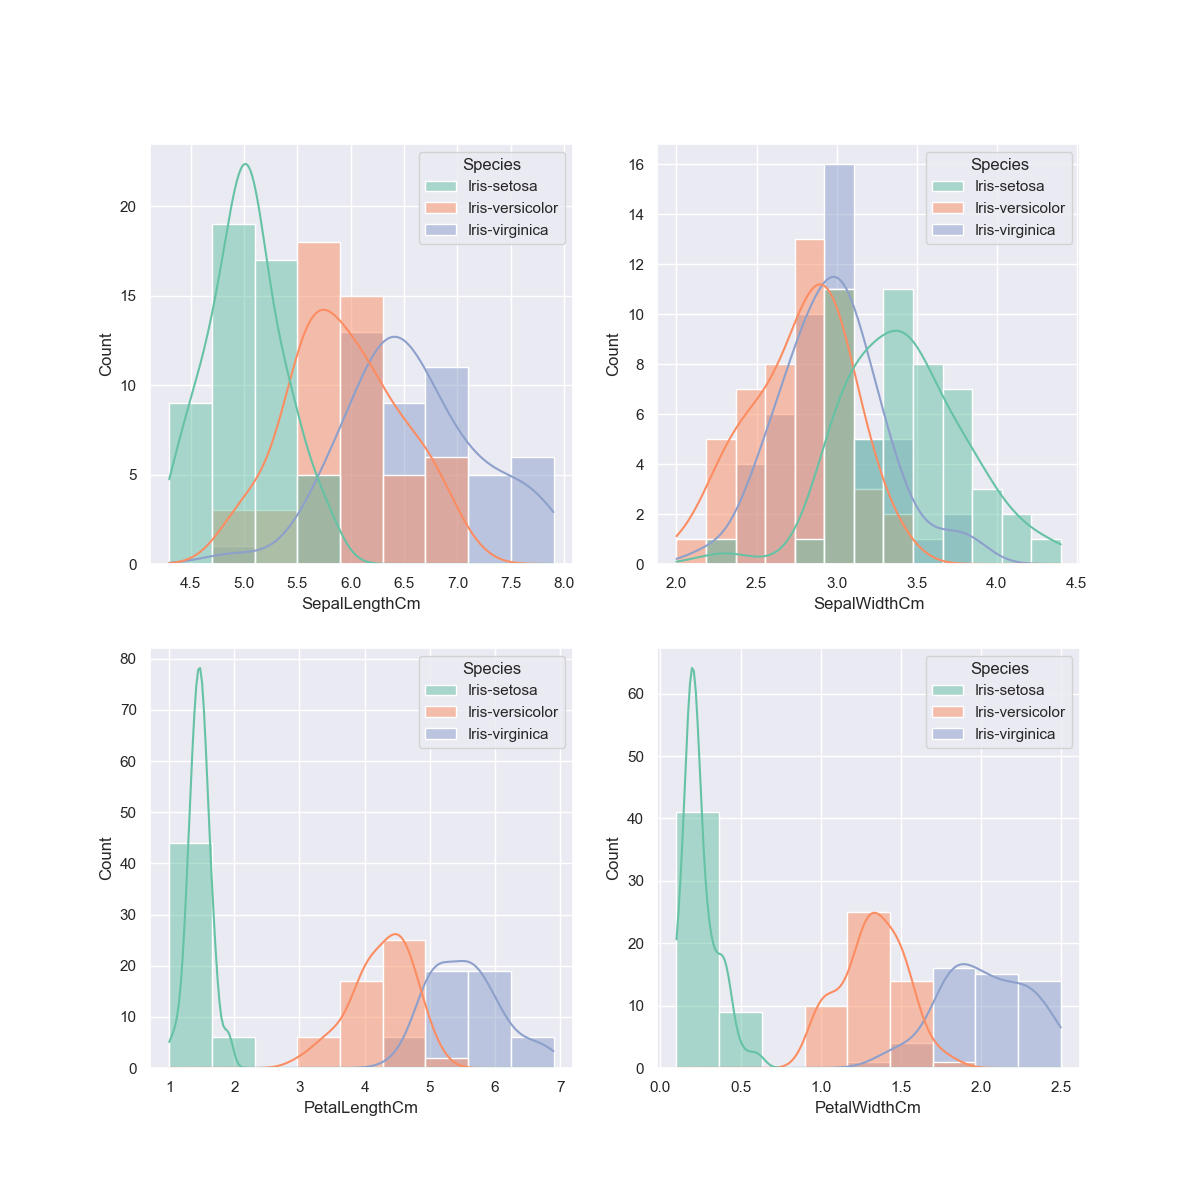 Species
Iris-setosa
Iris-versicolor
Iris-virginica
20
15
10
5
0
Count
4.5 5.0 5.5 6.0 6.5 7.0 7.5 8.0
SepalLengthCm
Species
Iris-setosa
Iris-versicolor
Iris-virginica
16
14
12
10
8
6
4
2
0
Count
2.0 2.5 3.0 3.5 4.0 4.5
SepalWidthCm
Species
Iris-setosa
Iris-versicolor
Iris-virginica
80
70
60
50
40
30
20
10
0
Count
1 2 3 4 5 6 7
PetalLengthCm
Species
Iris-setosa
Iris-versicolor
Iris-virginica
60
50
40
30
20
10
0
Count
0.0 0.5 1.0 1.5 2.0 2.5
PetalWidthCm